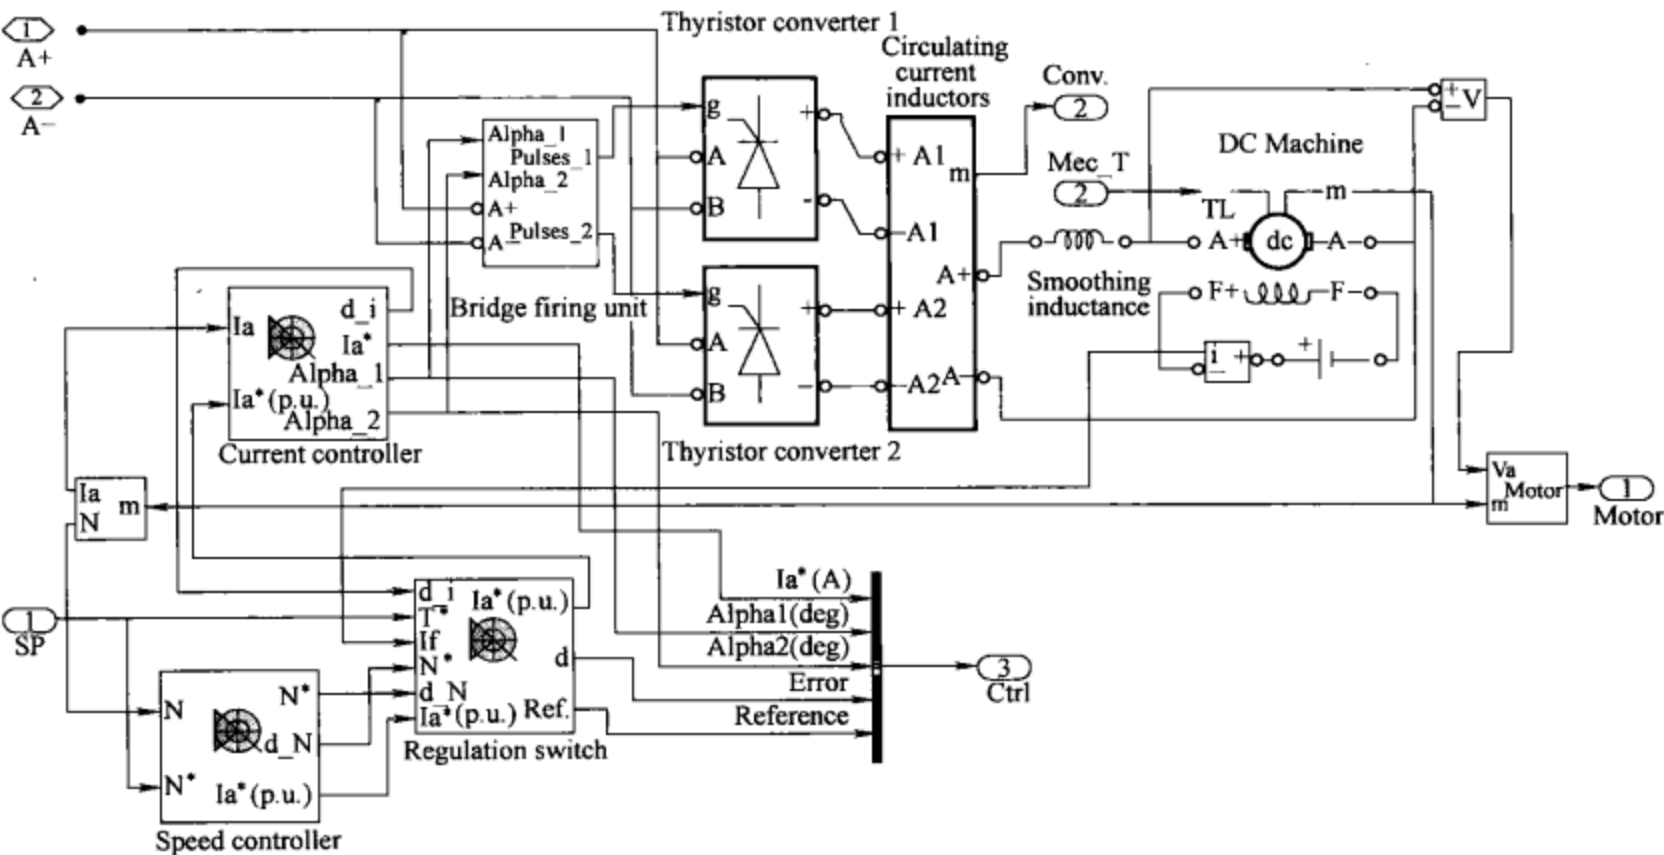 Thyristor converter 1
1
A+
2
A-
Circulating
current
inductors
Conv.
2
Mec_T
2
DC Machine
+
-V
g
A
B
+
-
Alpha_1
Pulses_1
Alpha_2
A+
Pulses_2
A-
Bridge firing unit
+ A1
m
-A1
A+
+ A2
-A2
A-
TL
m
A+
dc
A-
Smoothing
inductance
F+
F-
i
+
-
+
g
A
B
+
-
Thyristor converter 2
d_i
Ia
Ia*
Alpha_1
Ia*(p.u.)
Alpha_2
Current controller
Ia
N
m
Va
Motor
m
1
Motor
1
SP
d_i
Ia*(p.u.)
T*
If
N*
d
d_N
Ia*(p.u.)
Ref.
Regulation switch
Ia*(A)
Alpha1(deg)
Alpha2(deg)
Error
Reference
3
Ctrl
N
N*
d_N
N*
Ia*(p.u.)
Speed controller